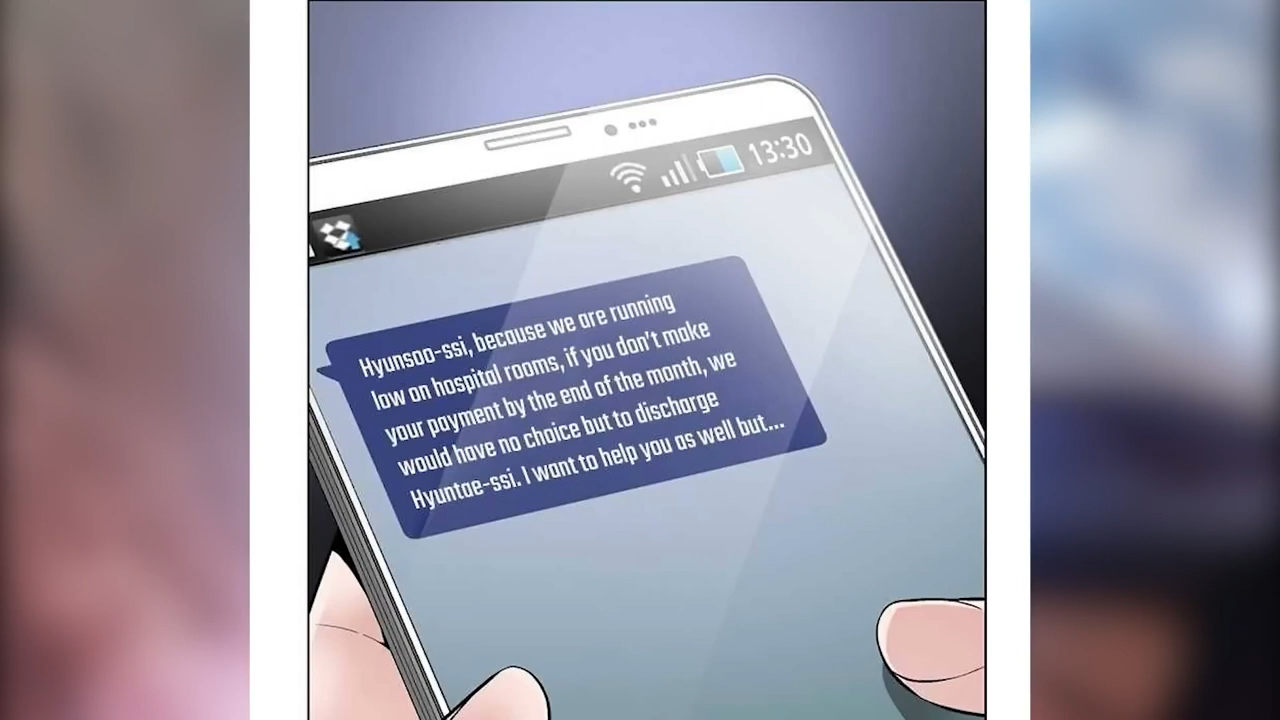 13:30
Hyunsoo-ssi, because we are running
low on hospital rooms, if you don't make
your payment by the end of the month, we
would have no choice but to discharge
Hyuntae-ssi. I want to help you as well but...